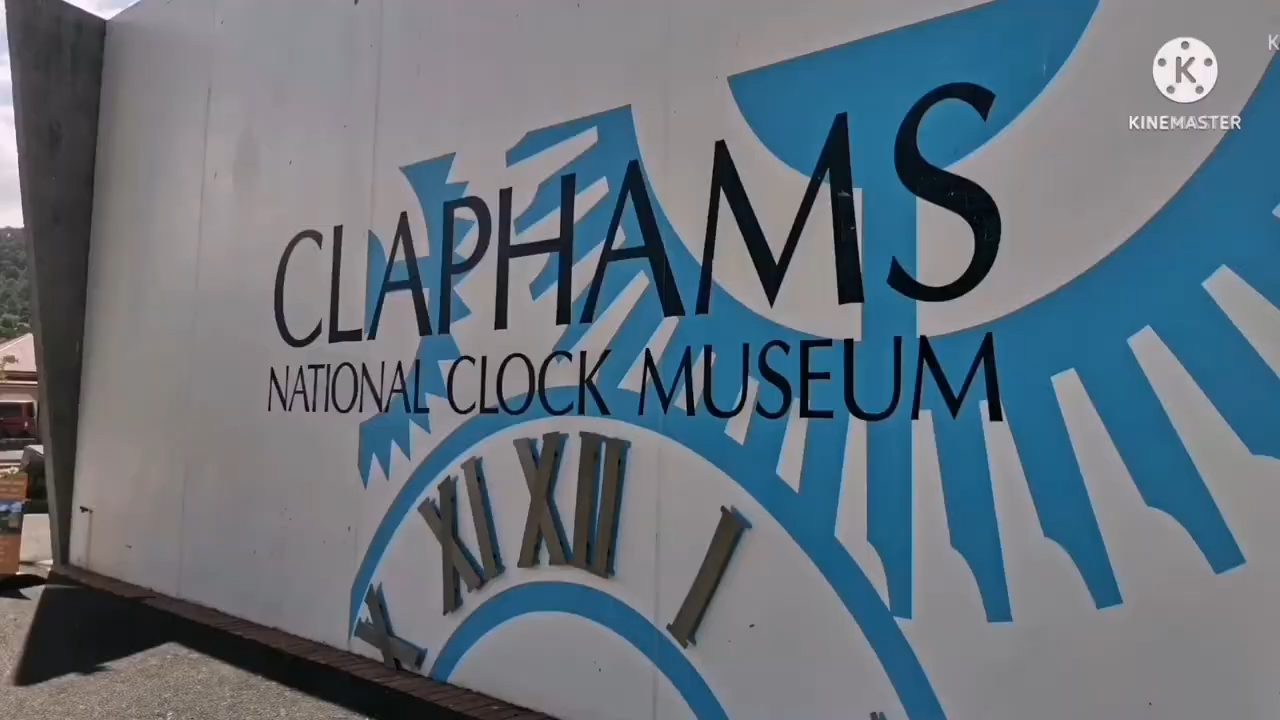 K
KINEMASTER
K
CLAPHAMS
NATIONAL CLOCK MUSEUM
X XI XII I